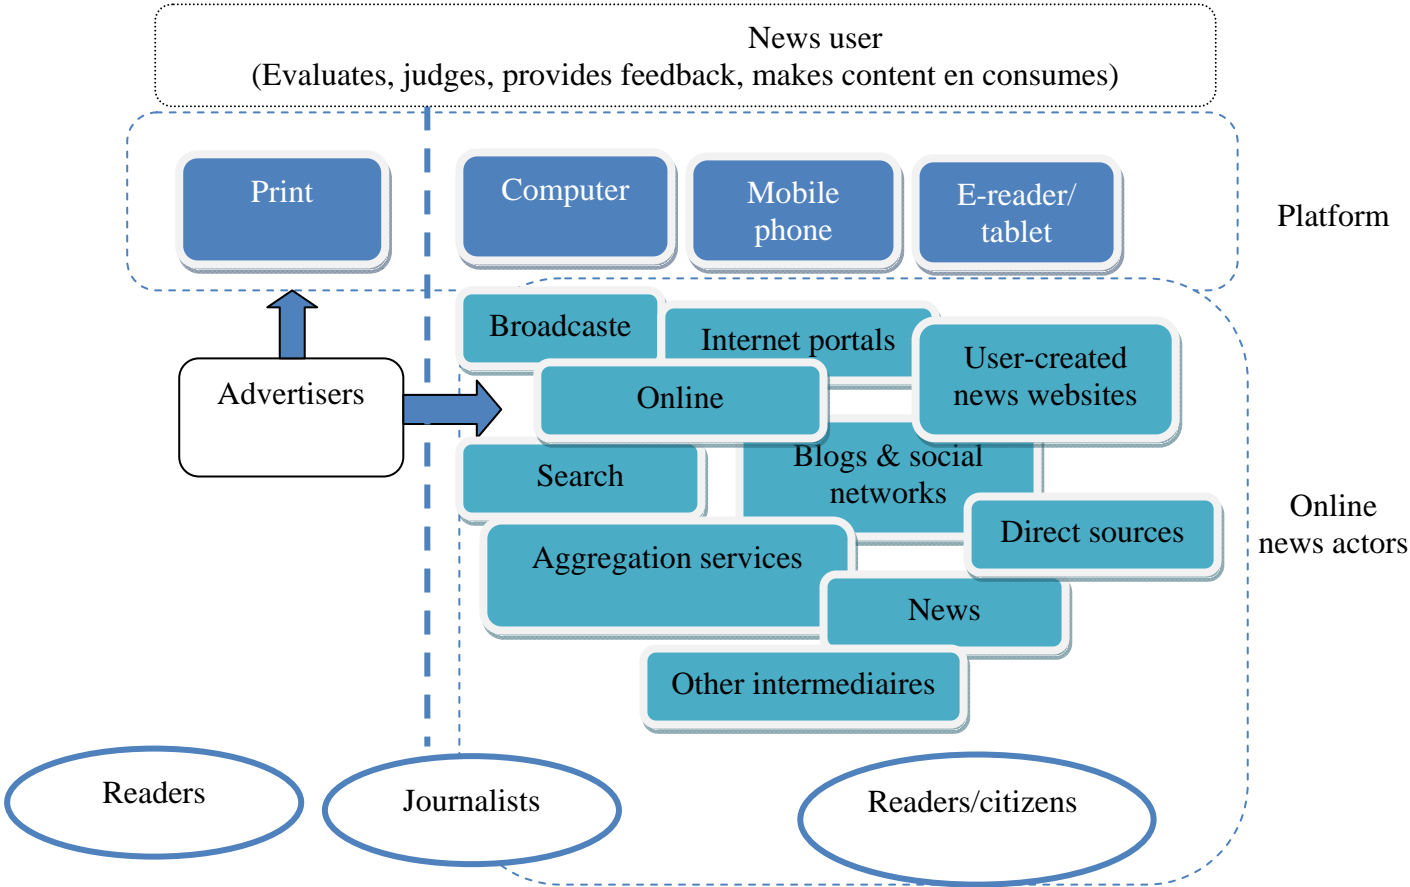 News user
(Evaluates, judges, provides feedback, makes content en consumes)
Print
Computer
Mobile
phone
E-reader/
tablet
Platform
Broadcaste
Internet portals
User-created
news websites
Advertisers
Online
Search
Blogs & social
networks
Direct sources
Online
news actors
Aggregation services
News
Other intermediaires
Readers
Journalists
Readers/citizens